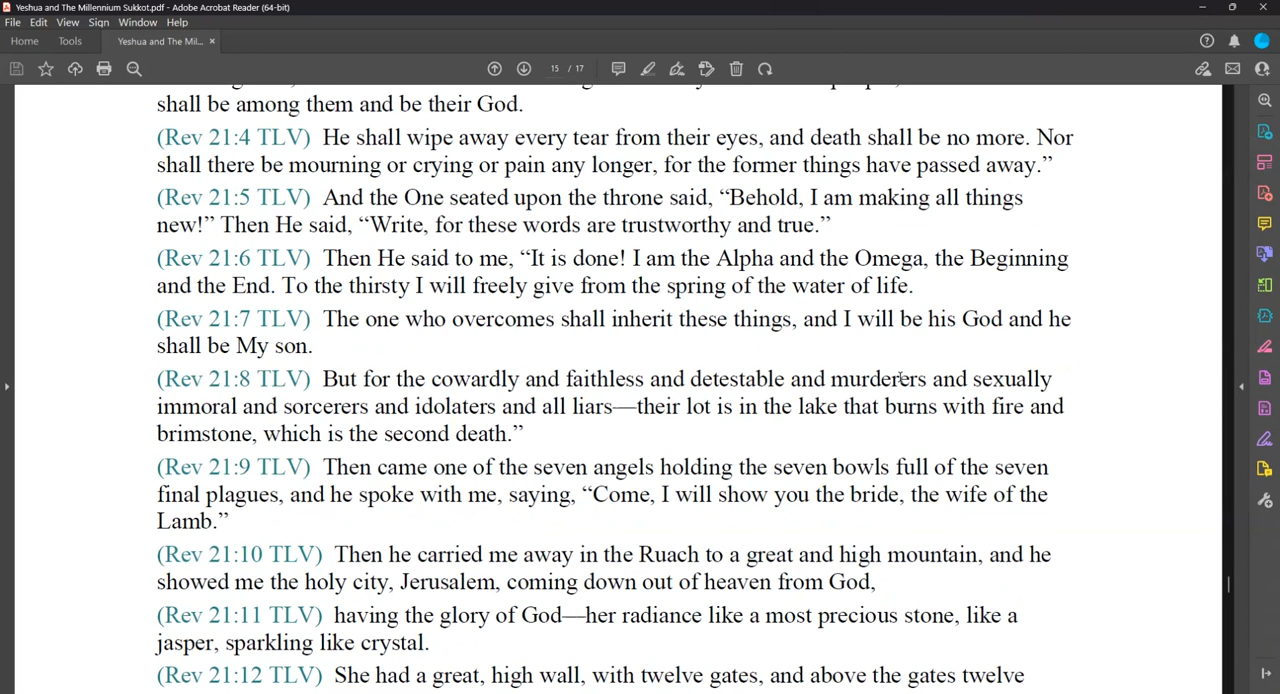 Yeshua and The Millennium Sukkot.pdf - Adobe Acrobat Reader (64-bit)
File Edit View Sign Window Help
Home Tools Yeshua and The Mil... ×
15 / 17
shall be among them and be their God.
(Rev 21:4 TLV) He shall wipe away every tear from their eyes, and death shall be no more. Nor
shall there be mourning or crying or pain any longer, for the former things have passed away.”
(Rev 21:5 TLV) And the One seated upon the throne said, “Behold, I am making all things
new!” Then He said, “Write, for these words are trustworthy and true.”
(Rev 21:6 TLV) Then He said to me, “It is done! I am the Alpha and the Omega, the Beginning
and the End. To the thirsty I will freely give from the spring of the water of life.
(Rev 21:7 TLV) The one who overcomes shall inherit these things, and I will be his God and he
shall be My son.
(Rev 21:8 TLV) But for the cowardly and faithless and detestable and murderers and sexually
immoral and sorcerers and idolaters and all liars—their lot is in the lake that burns with fire and
brimstone, which is the second death.”
(Rev 21:9 TLV) Then came one of the seven angels holding the seven bowls full of the seven
final plagues, and he spoke with me, saying, “Come, I will show you the bride, the wife of the
Lamb.”
(Rev 21:10 TLV) Then he carried me away in the Ruach to a great and high mountain, and he
showed me the holy city, Jerusalem, coming down out of heaven from God,
(Rev 21:11 TLV) having the glory of God—her radiance like a most precious stone, like a
jasper, sparkling like crystal.
(Rev 21:12 TLV) She had a great, high wall, with twelve gates, and above the gates twelve